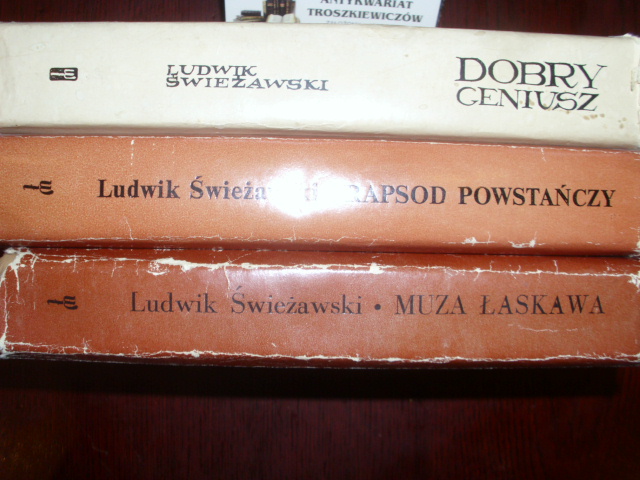 ANTYKWARIAT
TROSZKIEWICZÓW
LUDWIK
ŚWIEŻAWSKI
DOBRY
GENIUSZ
Ludwik RAPSOD POWSTAŃCZY
Ludwik Świeżawski • MUZA ŁASKAWA